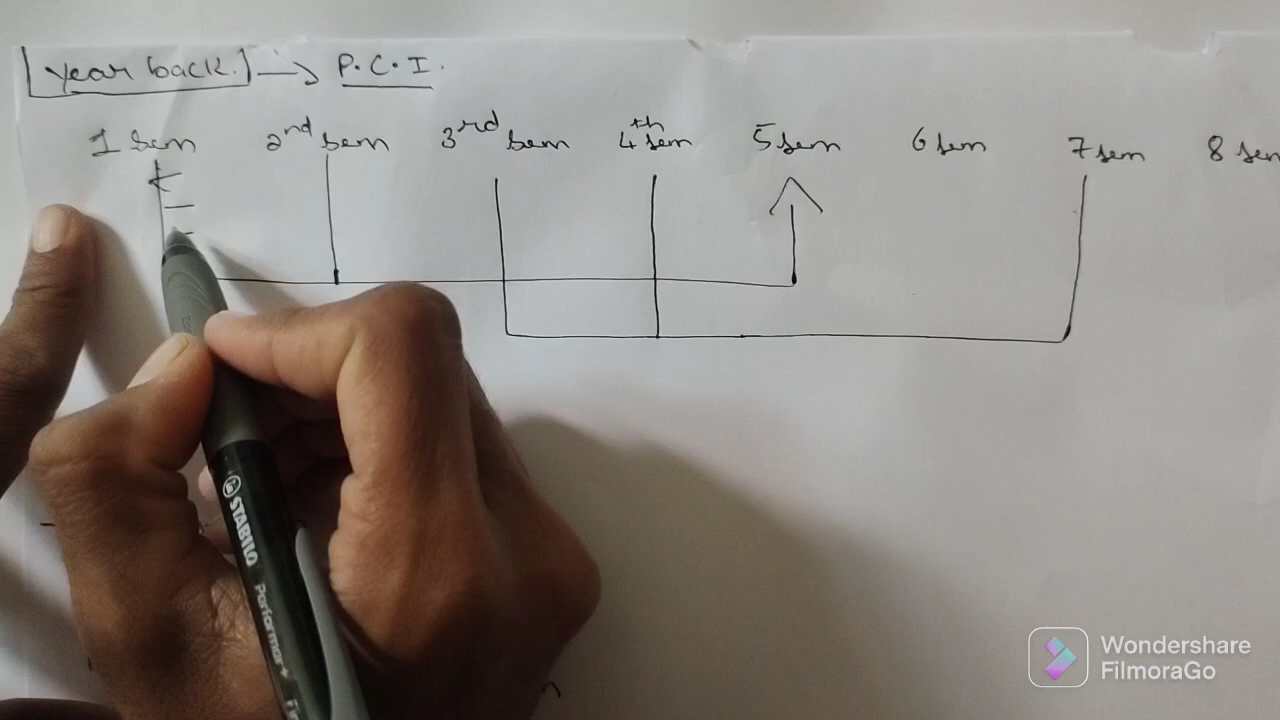 [year back.] → P.C.I.
1 sem 2nd sem 3rd sem 4th sem 5 sem 6 sem 7 sem 8 sem
STABILO Performer+
Wondershare
FilmoraGo